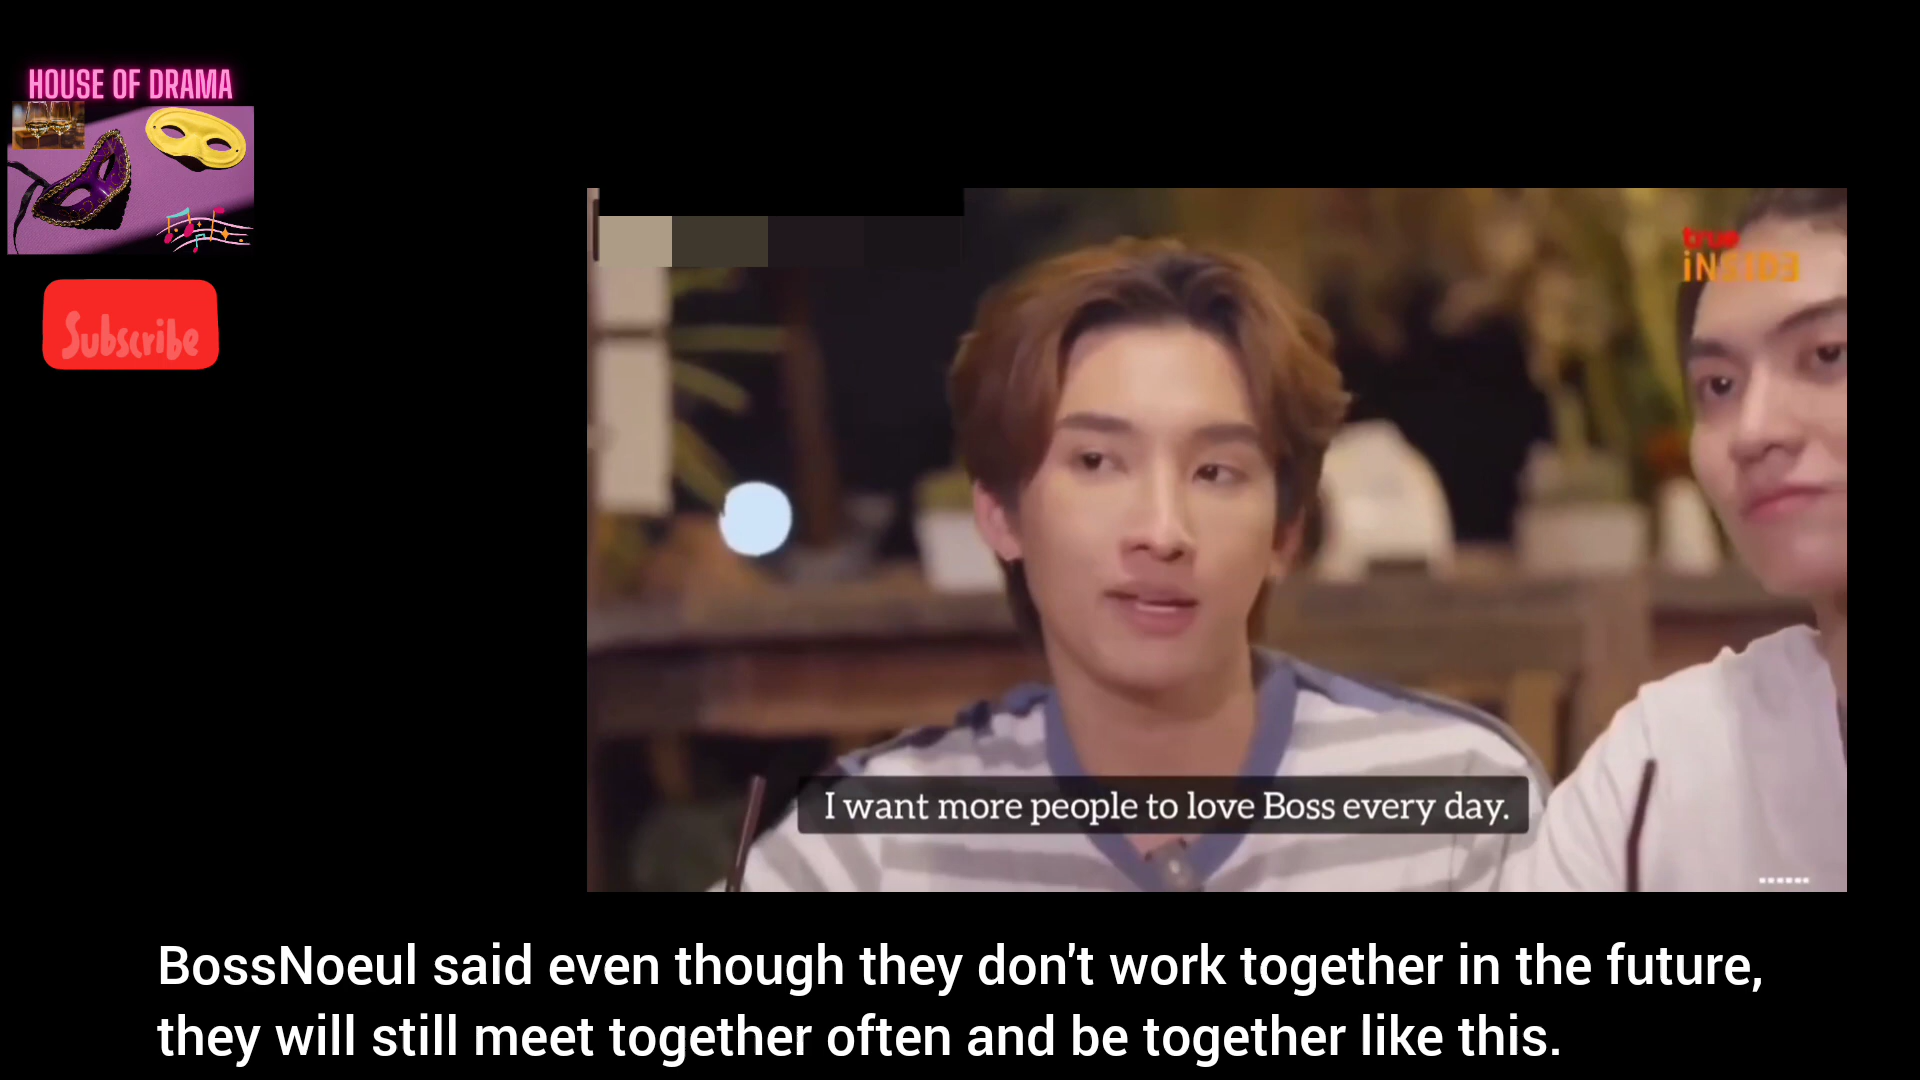 HOUSE OF DRAMA
Subscribe
true
iNSIDE
I want more people to love Boss every day.
BossNoeul said even though they don't work together in the future,
they will still meet together often and be together like this.